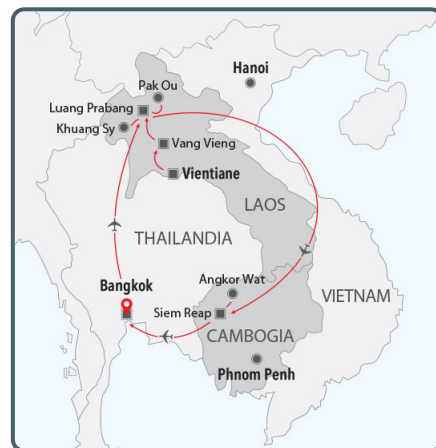 Pak Ou
Hanoi
Luang Prabang
Khuang Sy
Vang Vieng
Vientiane
LAOS
THAILANDIA
Angkor Wat
Bangkok
VIETNAM
Siem Reap
CAMBOGIA
Phnom Penh